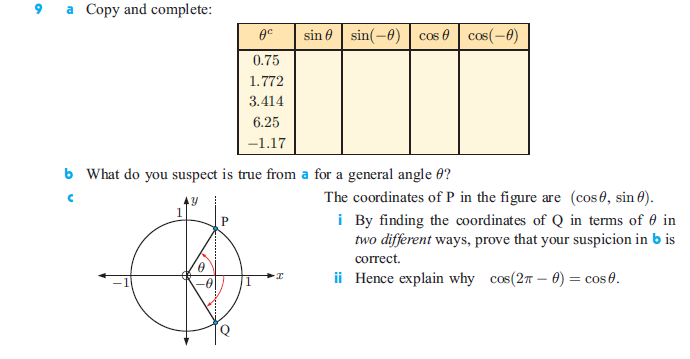 9 a Copy and complete:
θᶜ sin θ sin(−θ) cos θ cos(−θ)
0.75
1.772
3.414
6.25
−1.17
b What do you suspect is true from a for a general angle θ?
c
y
1
P
θ
−θ
−1
1
x
Q
The coordinates of P in the figure are (cos θ, sin θ).
i By finding the coordinates of Q in terms of θ in
two different ways, prove that your suspicion in b is
correct.
ii Hence explain why cos(2π − θ) = cos θ.